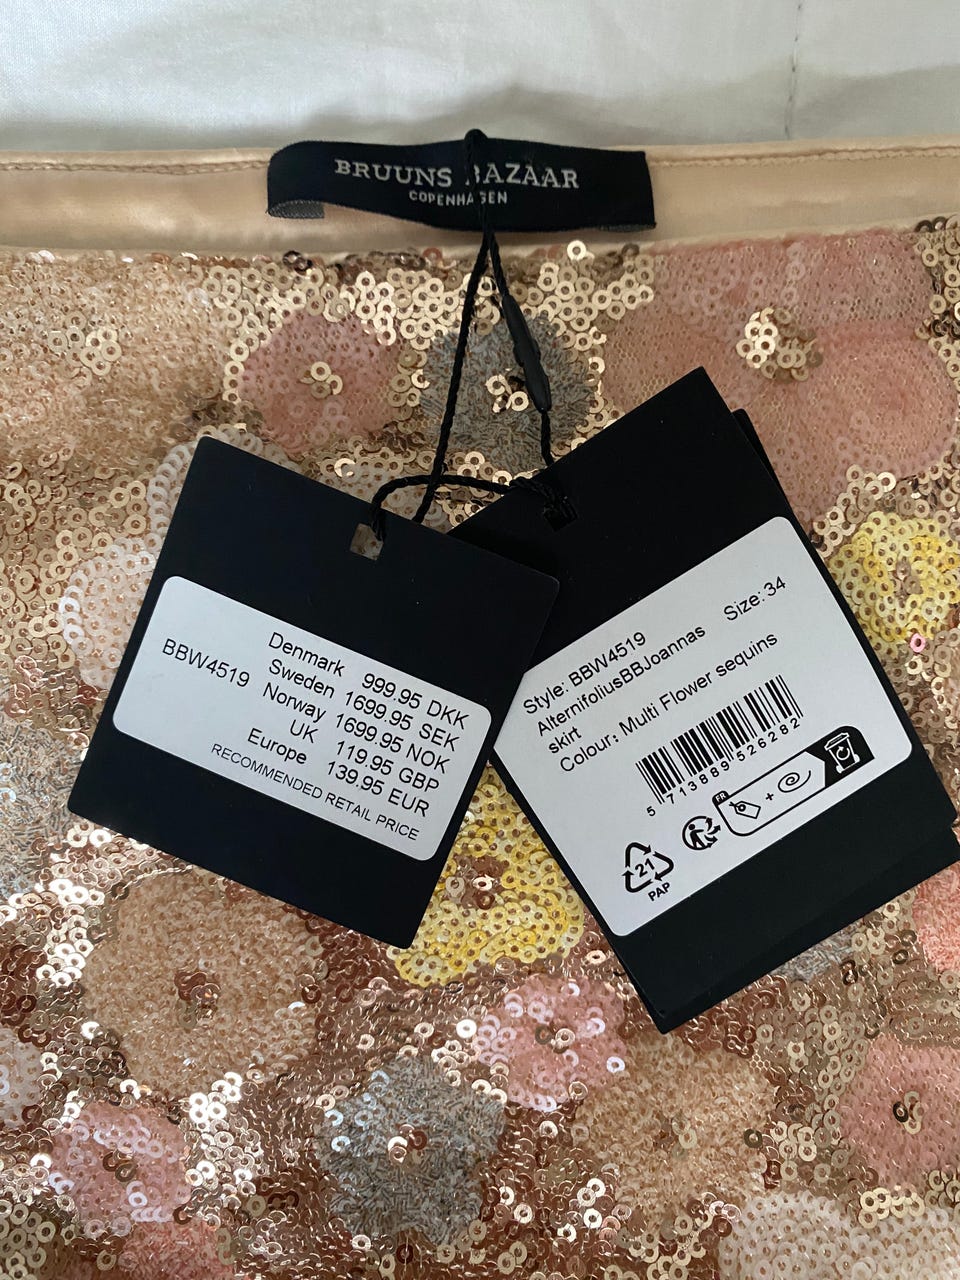 BRUUNS BAZAAR
COPENHAGEN
BBW4519
Denmark 999.95 DKK
Sweden 1699.95 SEK
Norway 1699.95 NOK
UK 119.95 GBP
Europe 139.95 EUR
RECOMMENDED RETAIL PRICE
Style: BBW4519 Size: 34
AlternifoliusBBJoannas
skirt
Colour: Multi Flower sequins
5 713889 526282
FR
+
21
PAP